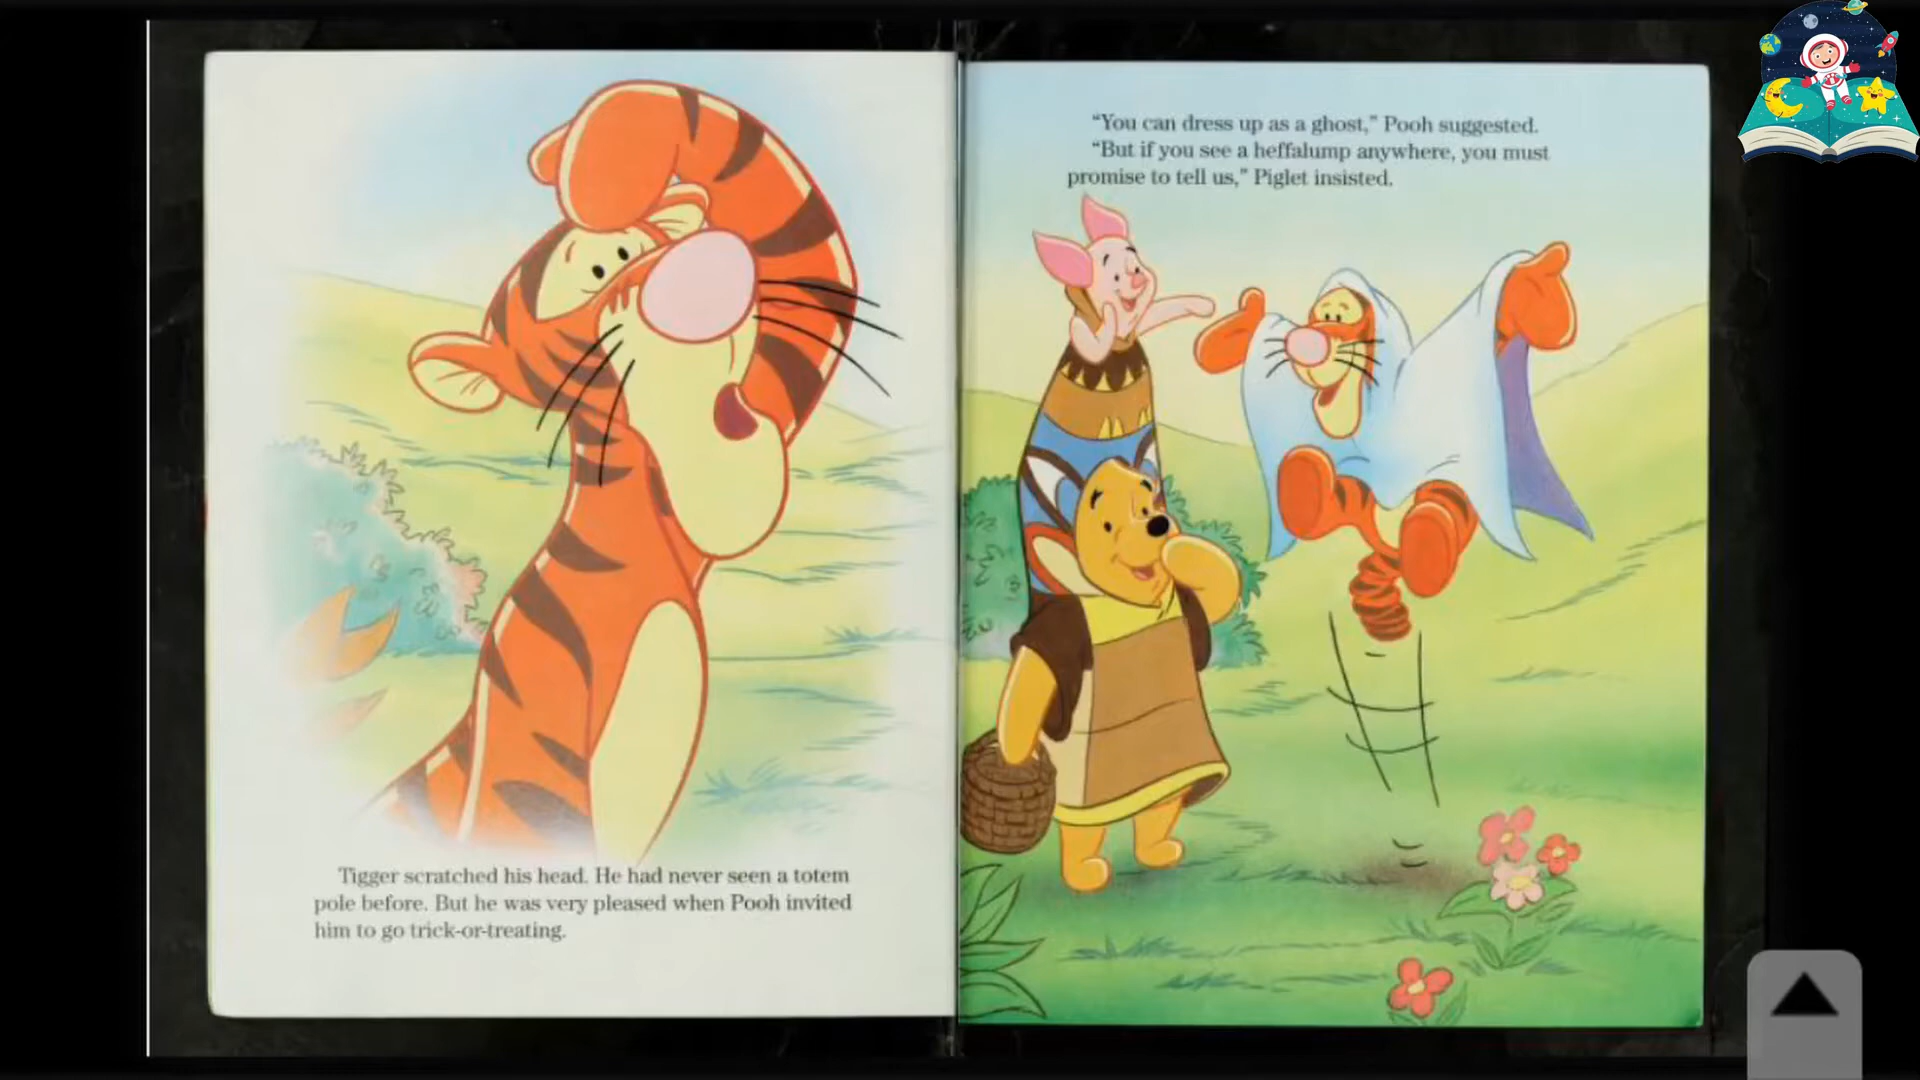 Tigger scratched his head. He had never seen a totem
pole before. But he was very pleased when Pooh invited
him to go trick-or-treating.
“You can dress up as a ghost,” Pooh suggested.
“But if you see a heffalump anywhere, you must
promise to tell us,” Piglet insisted.